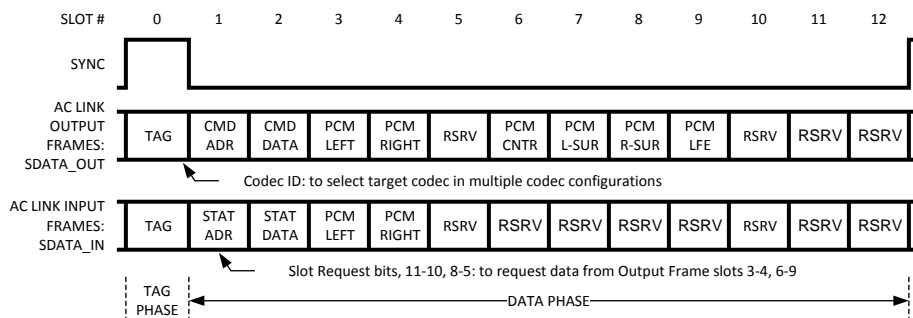 SLOT # 0 1 2 3 4 5 6 7 8 9 10 11 12
SYNC
AC LINK
OUTPUT
FRAMES:
SDATA_OUT
TAG
CMD
ADR
CMD
DATA
PCM
LEFT
PCM
RIGHT
RSRV
PCM
CNTR
PCM
L-SUR
PCM
R-SUR
PCM
LFE
RSRV
RSRV
RSRV
Codec ID: to select target codec in multiple codec configurations
AC LINK INPUT
FRAMES:
SDATA_IN
TAG
STAT
ADR
STAT
DATA
PCM
LEFT
PCM
RIGHT
RSRV
RSRV
RSRV
RSRV
RSRV
RSRV
RSRV
RSRV
Slot Request bits, 11-10, 8-5: to request data from Output Frame slots 3-4, 6-9
TAG
PHASE
DATA PHASE